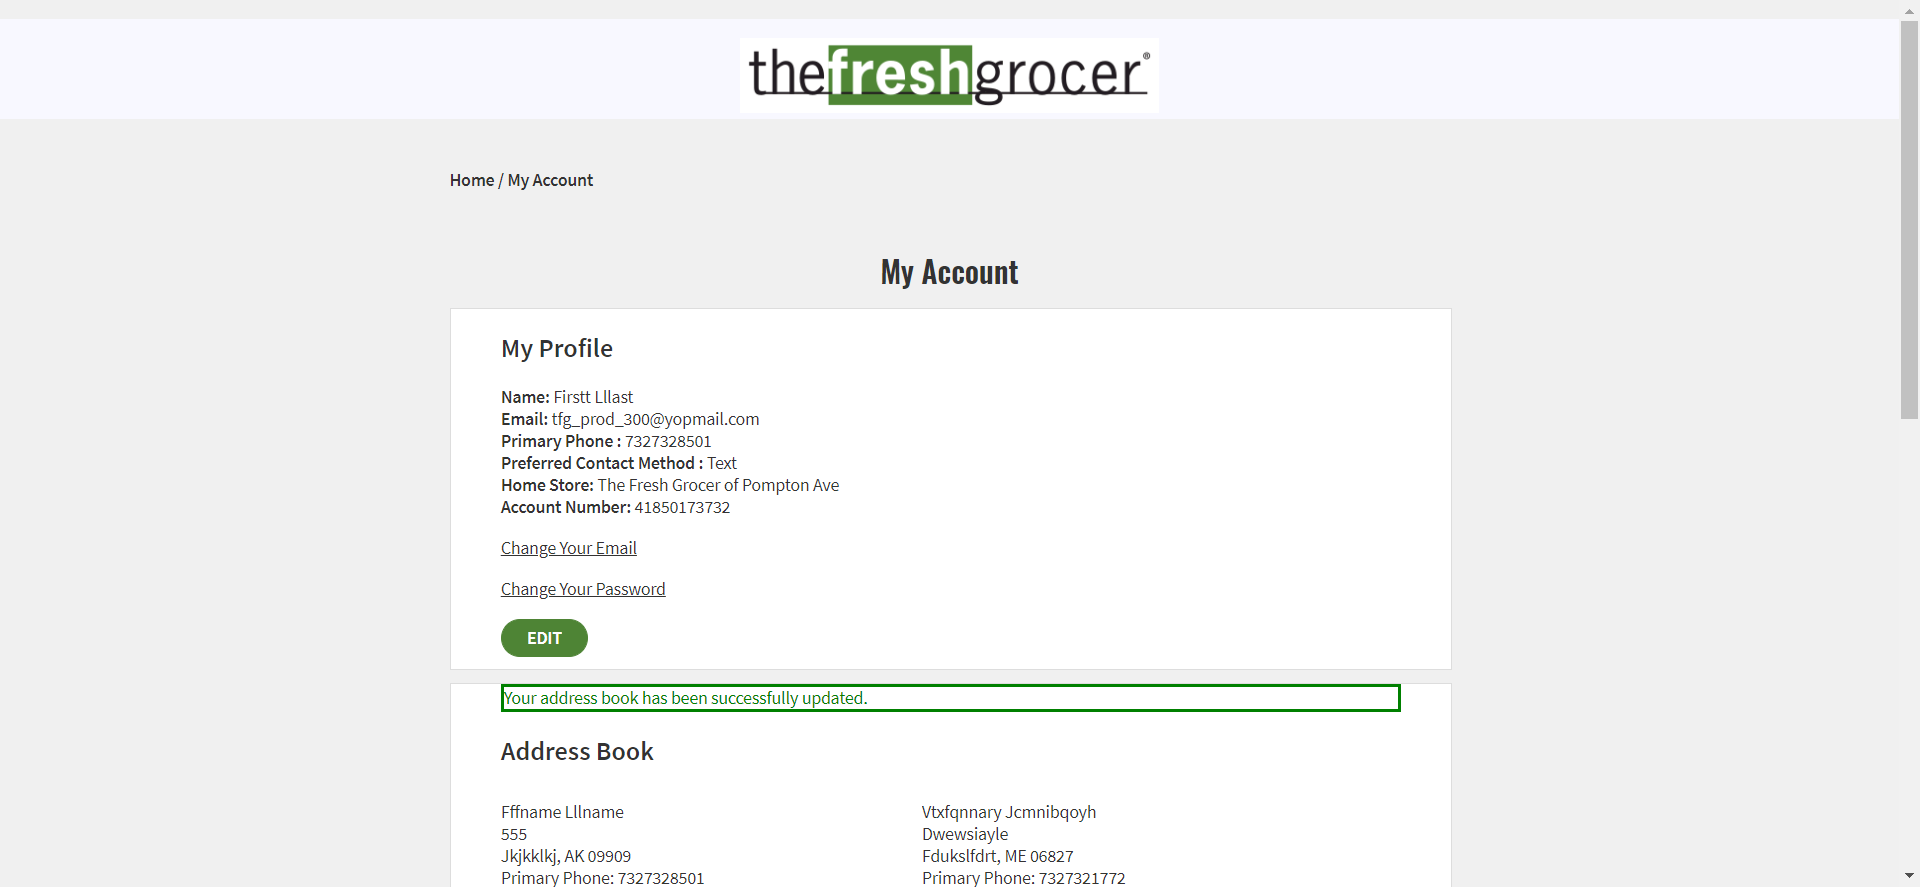 thefreshgrocer®
Home / My Account
My Account
My Profile
Name: Firstt Lllast
Email: tfg_prod_300@yopmail.com
Primary Phone : 7327328501
Preferred Contact Method : Text
Home Store: The Fresh Grocer of Pompton Ave
Account Number: 41850173732
Change Your Email
Change Your Password
EDIT
Your address book has been successfully updated.
Address Book
Fffname Lllname
555
Jkjkklkj, AK 09909
Primary Phone: 7327328501
Vtxfqnnary Jcmnibqoyh
Dwewsiayle
Fdukslfdrt, ME 06827
Primary Phone: 7327321772